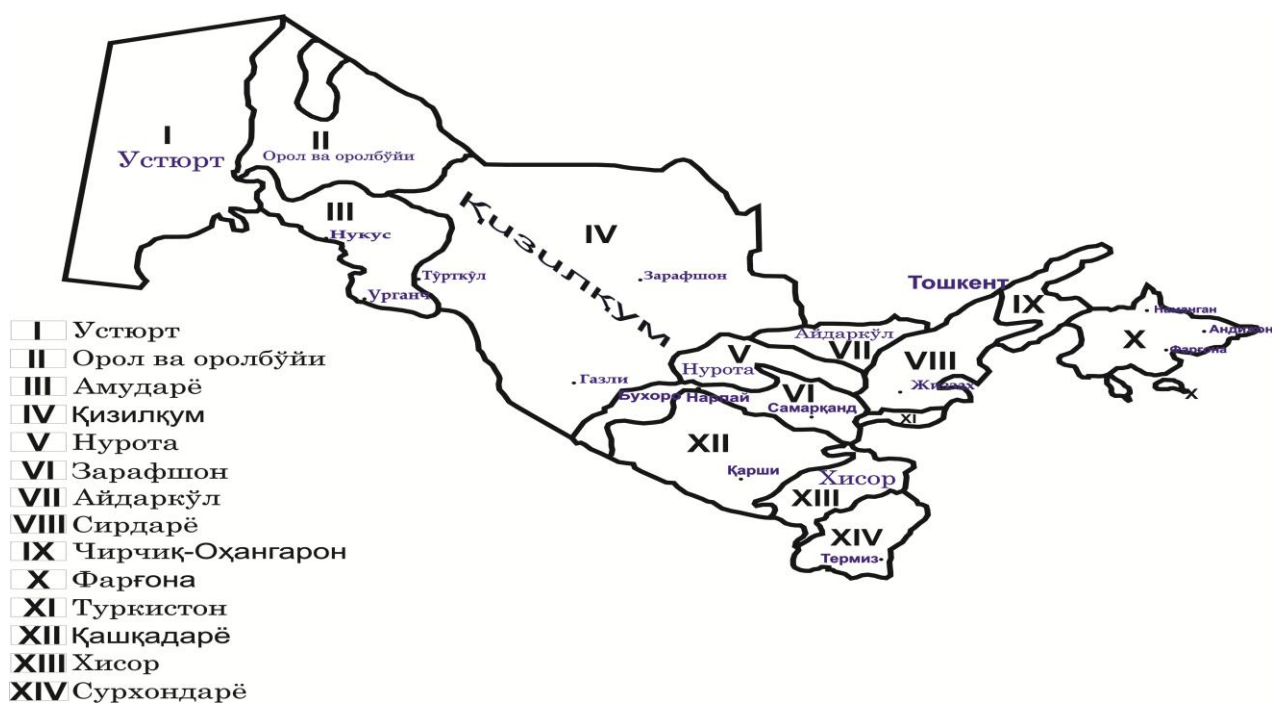 I
Устюрт
II
Орол ва оролбўйи
III
Нукус
Тўрткўл
Урганч
Қизилқум
IV
Зарафшон
Газли
Тошкент
IX
Наманган
Андижон
X
Фаргона
X
Айдаркўл
VII
VIII
Жиззах
V
Нурота
VI
Самарқанд
XI
Бухоро Нарпай
XII
Қарши
Хисор
XIII
XIV
Термиз
I Устюрт
II Орол ва оролбўйи
III Амударё
IV Қизилқум
V Нурота
VI Зарафшон
VII Айдаркўл
VIII Сирдарё
IX Чирчиқ-Оҳангарон
X Фарғона
XI Туркистон
XII Қашқадарё
XIII Хисор
XIV Сурхондарё